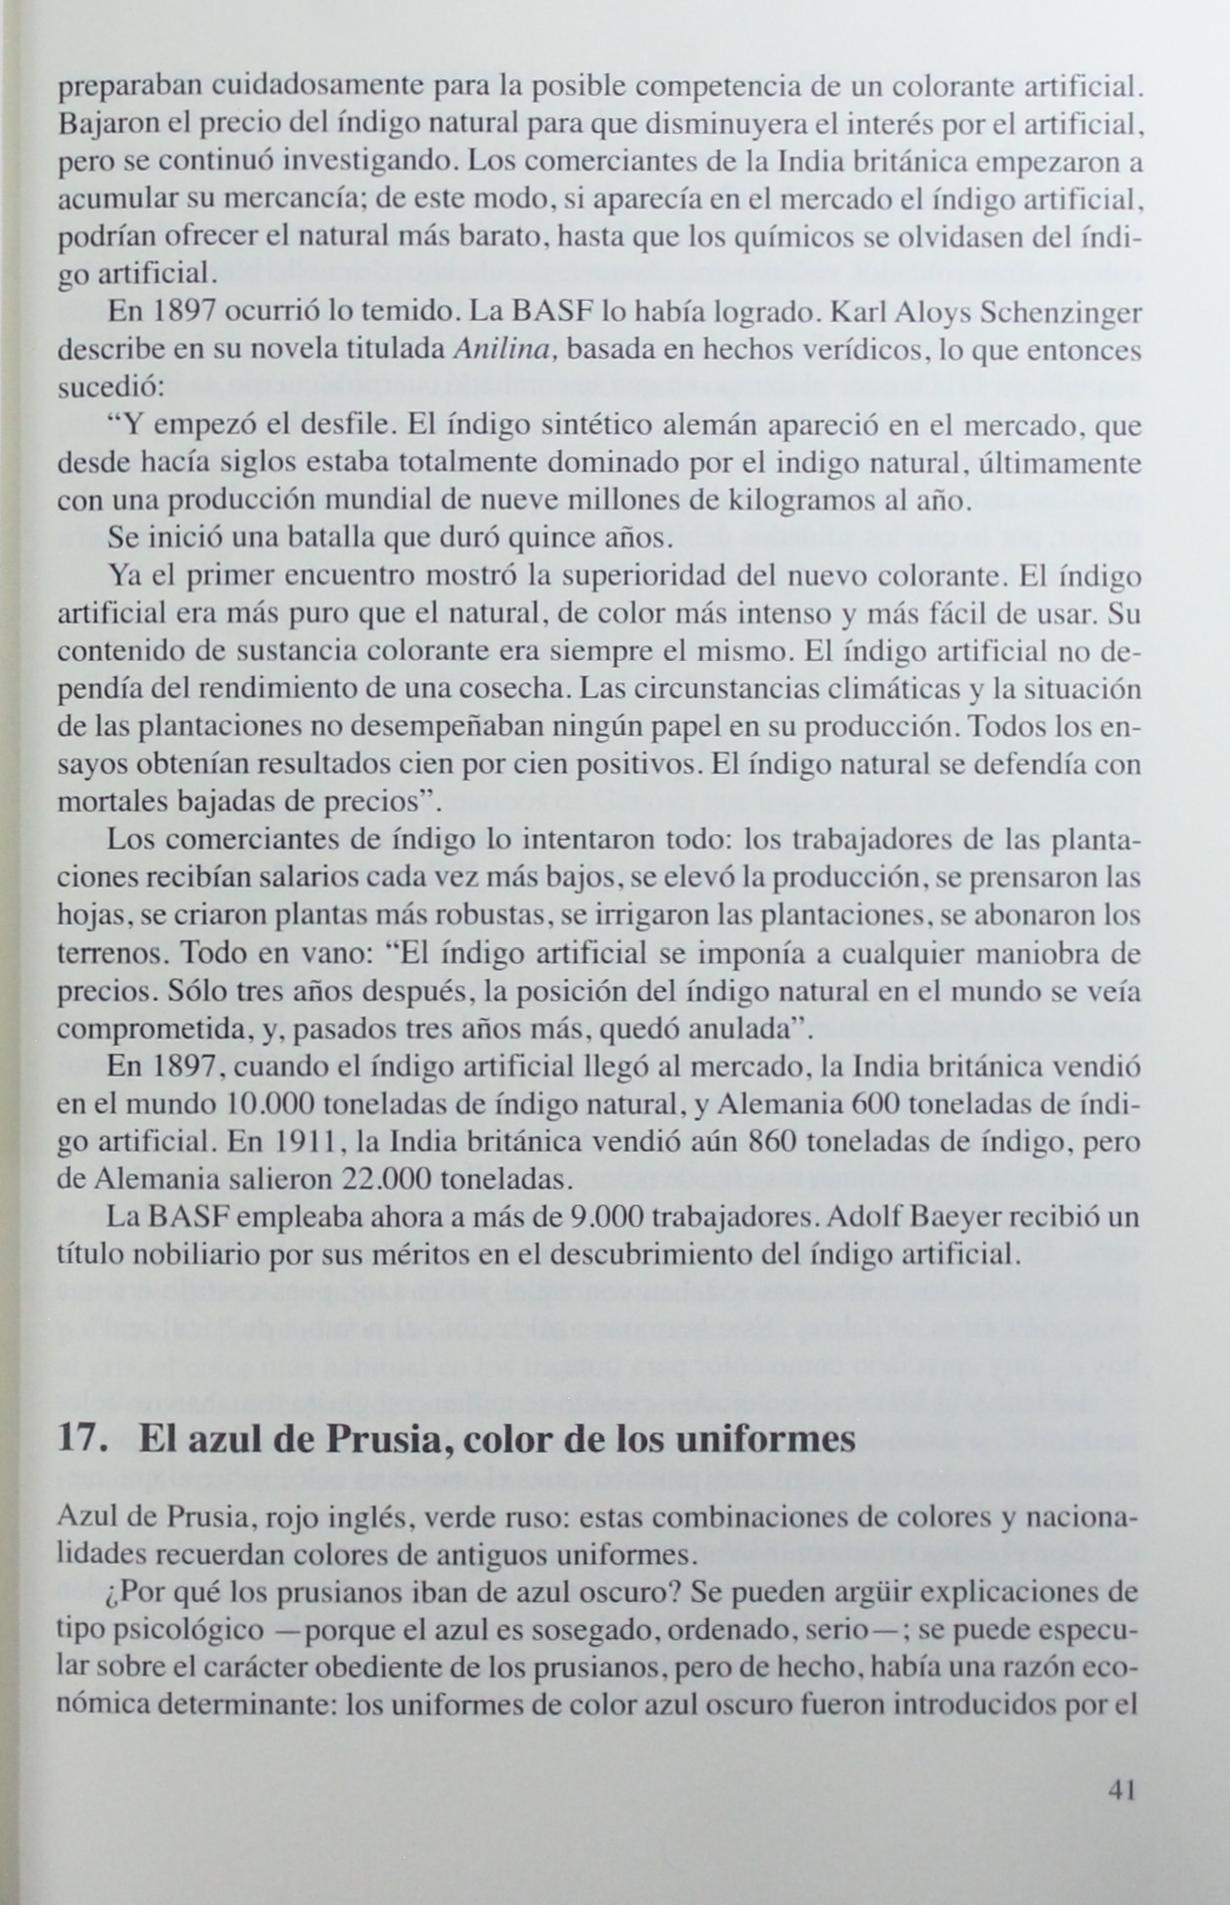 preparaban cuidadosamente para la posible competencia de un colorante artificial.
Bajaron el precio del índigo natural para que disminuyera el interés por el artificial,
pero se continuó investigando. Los comerciantes de la India británica empezaron a
acumular su mercancía; de este modo, si aparecía en el mercado el índigo artificial,
podrían ofrecer el natural más barato, hasta que los químicos se olvidasen del índi-
go artificial.
En 1897 ocurrió lo temido. La BASF lo había logrado. Karl Aloys Schenzinger
describe en su novela titulada Anilina, basada en hechos verídicos, lo que entonces
sucedió:
“Y empezó el desfile. El índigo sintético alemán apareció en el mercado, que
desde hacía siglos estaba totalmente dominado por el indigo natural, últimamente
con una producción mundial de nueve millones de kilogramos al año.
Se inició una batalla que duró quince años.
Ya el primer encuentro mostró la superioridad del nuevo colorante. El índigo
artificial era más puro que el natural, de color más intenso y más fácil de usar. Su
contenido de sustancia colorante era siempre el mismo. El índigo artificial no de-
pendía del rendimiento de una cosecha. Las circunstancias climáticas y la situación
de las plantaciones no desempeñaban ningún papel en su producción. Todos los en-
sayos obtenían resultados cien por cien positivos. El índigo natural se defendía con
mortales bajadas de precios”.
Los comerciantes de índigo lo intentaron todo: los trabajadores de las planta-
ciones recibían salarios cada vez más bajos, se elevó la producción, se prensaron las
hojas, se criaron plantas más robustas, se irrigaron las plantaciones, se abonaron los
terrenos. Todo en vano: “El índigo artificial se imponía a cualquier maniobra de
precios. Sólo tres años después, la posición del índigo natural en el mundo se veía
comprometida, y, pasados tres años más, quedó anulada”.
En 1897, cuando el índigo artificial llegó al mercado, la India británica vendió
en el mundo 10.000 toneladas de índigo natural, y Alemania 600 toneladas de índi-
go artificial. En 1911, la India británica vendió aún 860 toneladas de índigo, pero
de Alemania salieron 22.000 toneladas.
La BASF empleaba ahora a más de 9.000 trabajadores. Adolf Baeyer recibió un
título nobiliario por sus méritos en el descubrimiento del índigo artificial.
17. El azul de Prusia, color de los uniformes
Azul de Prusia, rojo inglés, verde ruso: estas combinaciones de colores y naciona-
lidades recuerdan colores de antiguos uniformes.
¿Por qué los prusianos iban de azul oscuro? Se pueden argüir explicaciones de
tipo psicológico —porque el azul es sosegado, ordenado, serio—; se puede especu-
lar sobre el carácter obediente de los prusianos, pero de hecho, había una razón eco-
nómica determinante: los uniformes de color azul oscuro fueron introducidos por el
41